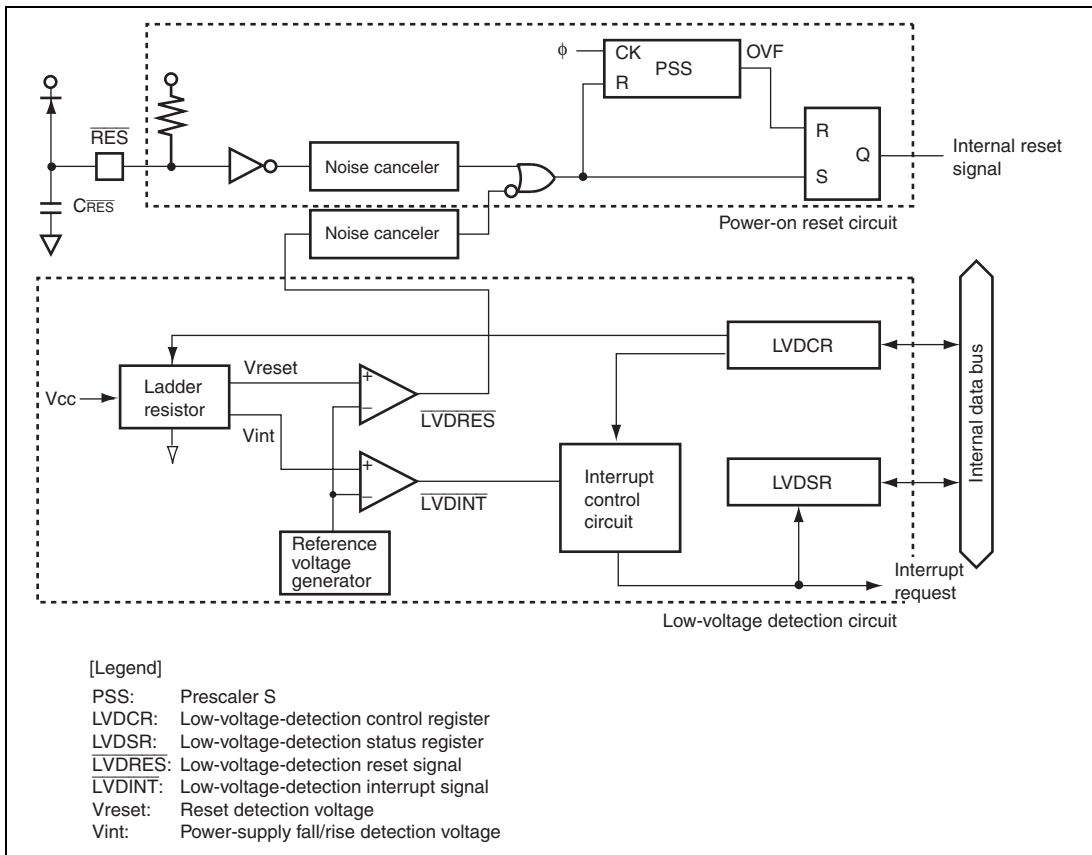 φ
CK
PSS
OVF
R
RES
Noise canceler
R
Q
S
Internal reset
signal
CRES
Power-on reset circuit
Noise canceler
LVDCR
Vreset
Vcc
Ladder
resistor
+
−
LVDRES
Vint
Internal data bus
+
−
LVDINT
Interrupt
control
circuit
LVDSR
Reference
voltage
generator
Interrupt
request
Low-voltage detection circuit
[Legend]
PSS: Prescaler S
LVDCR: Low-voltage-detection control register
LVDSR: Low-voltage-detection status register
LVDRES: Low-voltage-detection reset signal
LVDINT: Low-voltage-detection interrupt signal
Vreset: Reset detection voltage
Vint: Power-supply fall/rise detection voltage